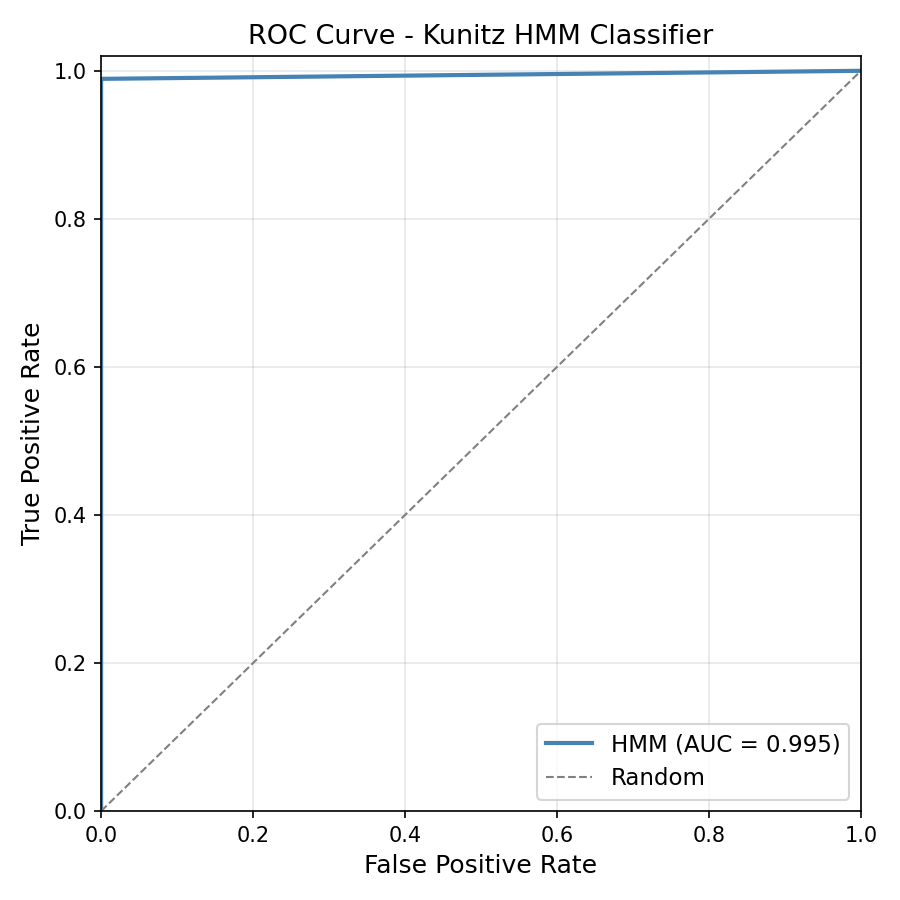 ROC Curve - Kunitz HMM Classifier
True Positive Rate
1.0
0.8
0.6
0.4
0.2
0.0
HMM (AUC = 0.995)
Random
0.0 0.2 0.4 0.6 0.8 1.0
False Positive Rate